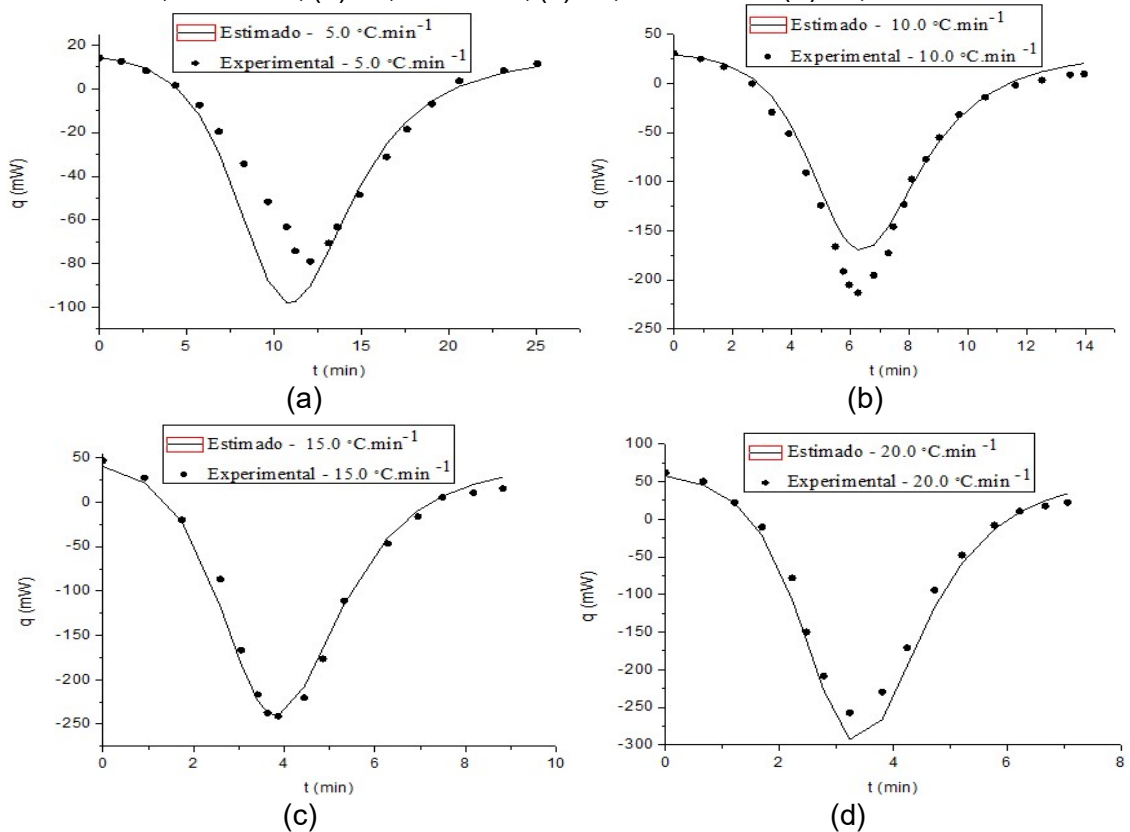 Estimado - 5.0 °C.min-1
Experimental - 5.0 °C.min-1
20
0
-20
-40
-60
-80
-100
q (mW)
0 5 10 15 20 25
t (min)
(a)
Estimado - 10.0 °C.min-1
Experimental - 10.0 °C.min-1
50
0
-50
-100
-150
-200
-250
q (mW)
0 2 4 6 8 10 12 14
t (min)
(b)
Estimado - 15.0 °C.min-1
Experimental - 15.0 °C.min-1
50
0
-50
-100
-150
-200
-250
q (mW)
0 2 4 6 8 10
t (min)
(c)
Estimado - 20.0 °C.min-1
Experimental - 20.0 °C.min-1
100
50
0
-50
-100
-150
-200
-250
-300
q (mW)
0 2 4 6 8
t (min)
(d)